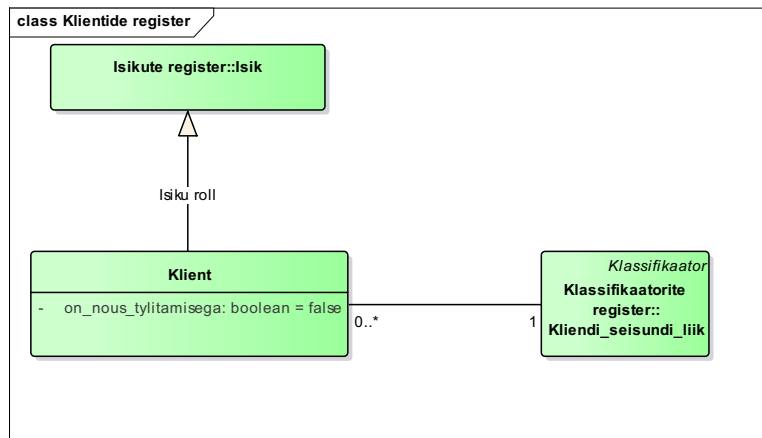 class Klientide register
Isikute register::Isik
Isiku roll
Klient
- on_nous_tylitamisega: boolean = false
0..*
1
Klassifikaator
Klassifikaatorite
register::
Kliendi_seisundi_liik